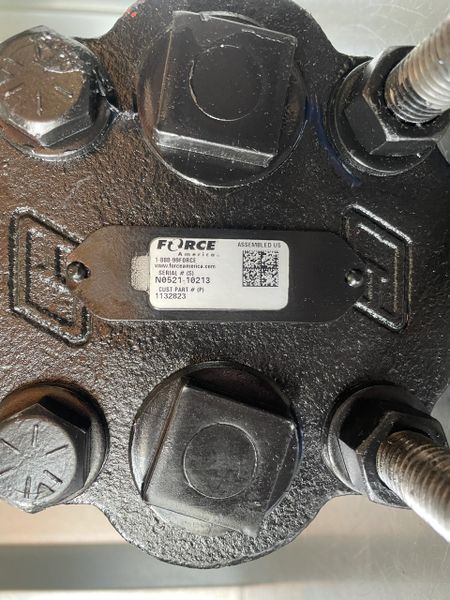 FORCE
America
ASSEMBLED US
1-888-99FORCE
www.forceamerica.com
SERIAL # (S)
N0521-10213
CUST PART # (P)
1132823